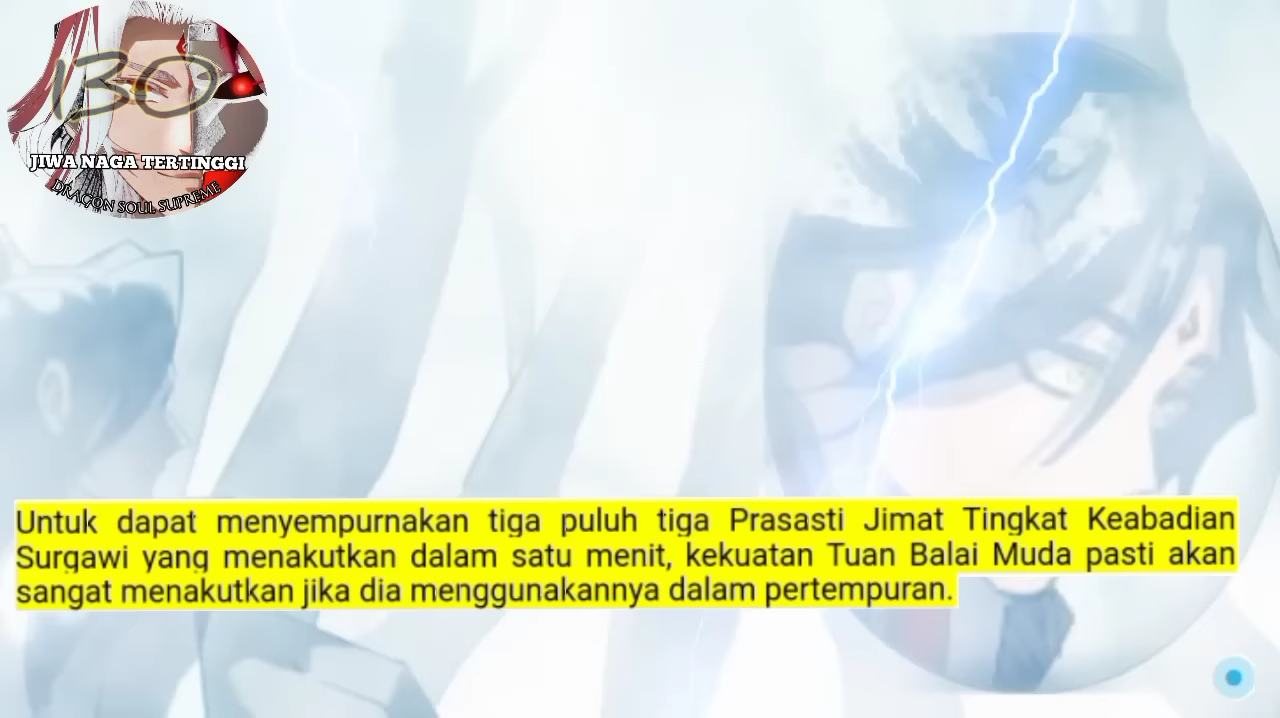 130
JIWA NAGA TERTINGGI
DRAGON SOUL SUPREME
Untuk dapat menyempurnakan tiga puluh tiga Prasasti Jimat Tingkat Keabadian
Surgawi yang menakutkan dalam satu menit, kekuatan Tuan Balai Muda pasti akan
sangat menakutkan jika dia menggunakannya dalam pertempuran.